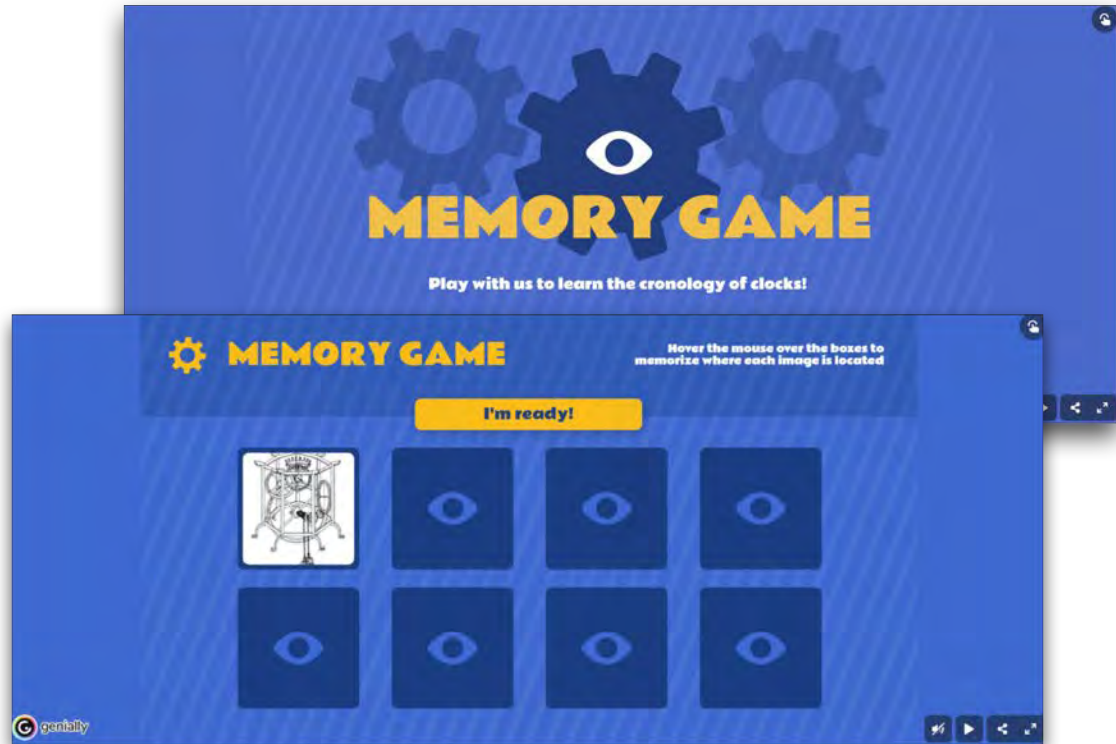 MEMORY GAME
Play with us to learn the cronology of clocks!
MEMORY GAME
Hover the mouse over the boxes to
memorize where each image is located
I'm ready!
genially